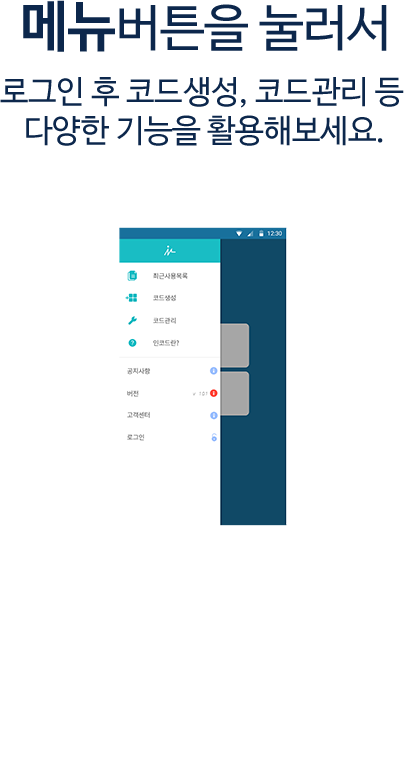 메뉴버튼을 눌러서
로그인 후 코드생성, 코드관리 등
다양한 기능을 활용해보세요.
12:30
최근사용목록
코드생성
코드관리
인코드란?
공지사항
버전 v 1.0.1
고객센터
로그인